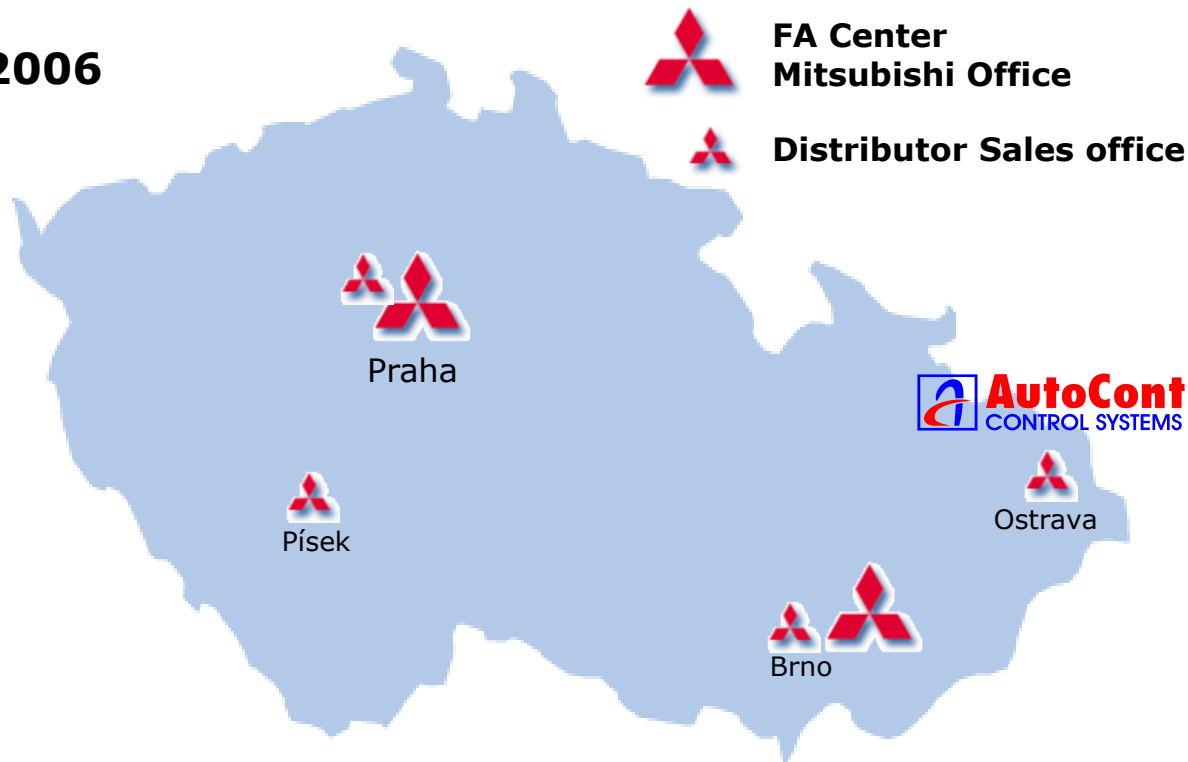 2006
FA Center
Mitsubishi Office
Distributor Sales office
Praha
AutoCont
CONTROL SYSTEMS
Ostrava
Písek
Brno